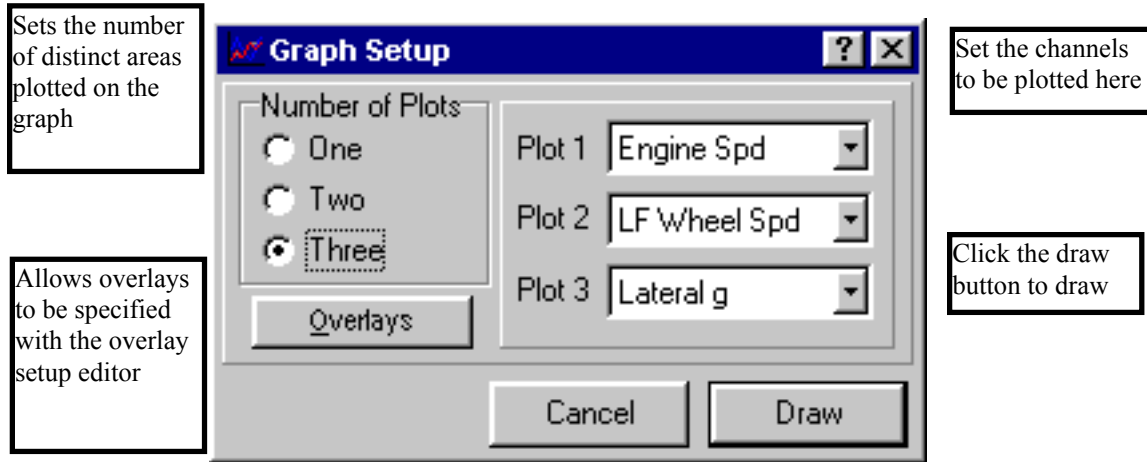 Sets the number
of distinct areas
plotted on the
graph
Allows overlays
to be specified
with the overlay
setup editor
Graph Setup
Number of Plots
One
Two
Three
Overlays
Plot 1 Engine Spd
Plot 2 LF Wheel Spd
Plot 3 Lateral g
Cancel Draw
Set the channels
to be plotted here
Click the draw
button to draw